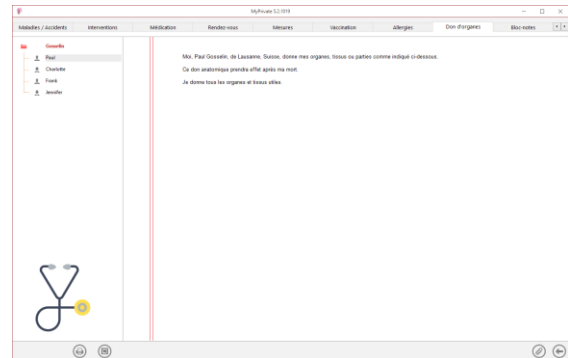 MyPrivate 5.2.1019
Maladies / Accidents Interventions Médication Rendez-vous Mesures Vaccination Allergies Don d'organes Bloc-notes
Gosselin
Paul
Charlotte
Frank
Jennifer
Moi, Paul Gosselin, de Lausanne, Suisse, donne mes organes, tissus ou parties comme indiqué ci-dessous.
Ce don anatomique prendra effet après ma mort.
Je donne tous les organes et tissus utiles.